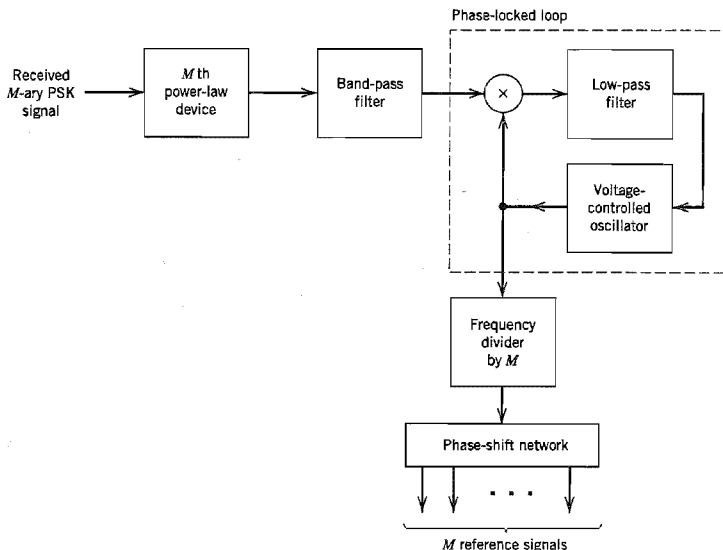 Phase-locked loop
Received
M-ary PSK
signal
M th
power-law
device
Band-pass
filter
×
Low-pass
filter
Voltage-
controlled
oscillator
Frequency
divider
by M
Phase-shift network
M reference signals